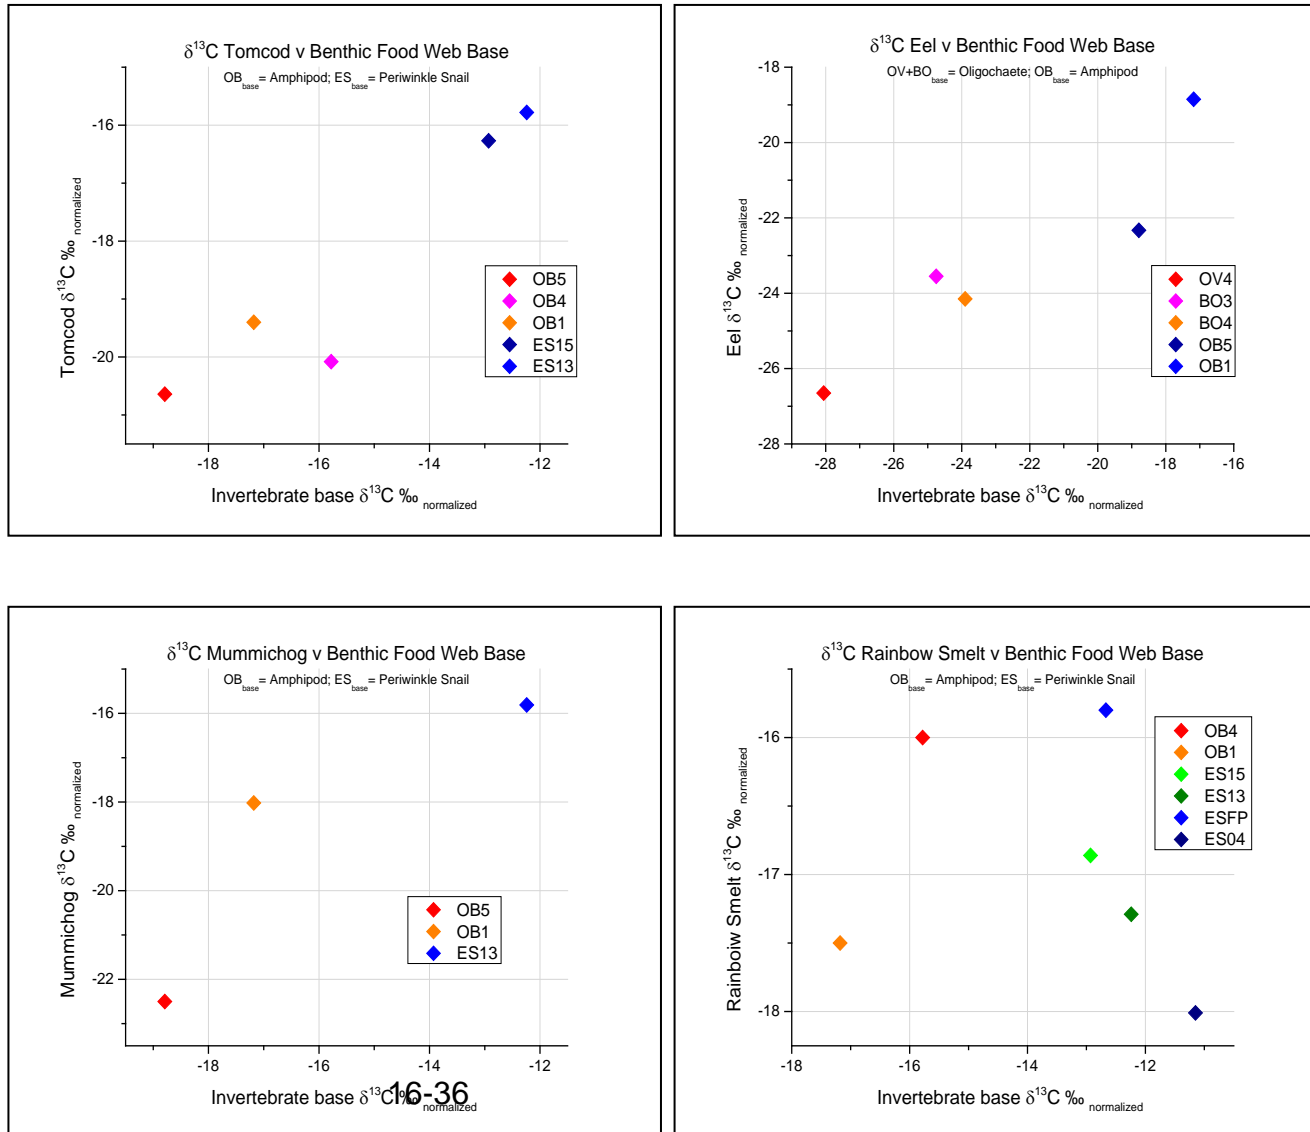 δ13C Tomcod v Benthic Food Web Base
OBbase= Amphipod; ESbase= Periwinkle Snail
Tomcod δ13C ‰ normalized
-16
-18
-20
OB5
OB4
OB1
ES15
ES13
-18 -16 -14 -12
Invertebrate base δ13C ‰ normalized
δ13C Eel v Benthic Food Web Base
OV+BObase= Oligochaete; OBbase= Amphipod
Eel δ13C ‰ normalized
-18
-20
-22
-24
-26
-28
OV4
BO3
BO4
OB5
OB1
-28 -26 -24 -22 -20 -18 -16
Invertebrate base δ13C ‰ normalized
δ13C Mummichog v Benthic Food Web Base
OBbase= Amphipod; ESbase= Periwinkle Snail
Mummichog δ13C ‰ normalized
-16
-18
-20
-22
OB5
OB1
ES13
-18 -16 -14 -12
Invertebrate base δ13C ‰ normalized
δ13C Rainbow Smelt v Benthic Food Web Base
OBbase= Amphipod; ESbase= Periwinkle Snail
Rainboiw Smelt δ13C ‰ normalized
-16
-17
-18
OB4
OB1
ES15
ES13
ESFP
ES04
-18 -16 -14 -12
Invertebrate base δ13C ‰ normalized
16-36